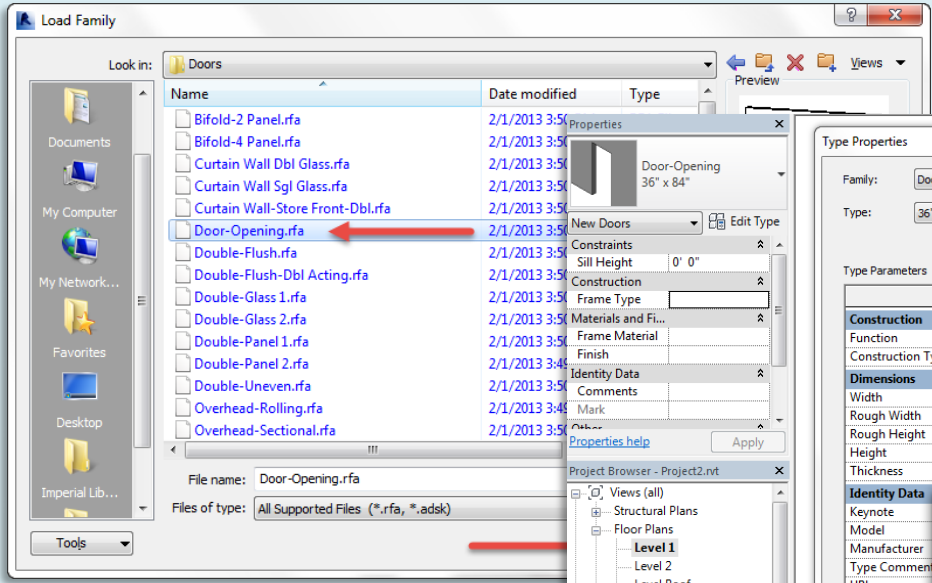 Load Family
Look in: Doors
Views
Preview
Name Date modified Type
Bifold-2 Panel.rfa 2/1/2013 3:50
Bifold-4 Panel.rfa 2/1/2013 3:50
Curtain Wall Dbl Glass.rfa 2/1/2013 3:50
Curtain Wall Sgl Glass.rfa 2/1/2013 3:50
Curtain Wall-Store Front-Dbl.rfa 2/1/2013 3:50
Door-Opening.rfa 2/1/2013 3:50
Double-Flush.rfa 2/1/2013 3:50
Double-Flush-Dbl Acting.rfa 2/1/2013 3:50
Double-Glass 1.rfa 2/1/2013 3:50
Double-Glass 2.rfa 2/1/2013 3:50
Double-Panel 1.rfa 2/1/2013 3:50
Double-Panel 2.rfa 2/1/2013 3:49
Double-Uneven.rfa 2/1/2013 3:50
Overhead-Rolling.rfa 2/1/2013 3:49
Overhead-Sectional.rfa 2/1/2013 3:50
Documents
My Computer
My Network...
Favorites
Desktop
Imperial Lib...
File name: Door-Opening.rfa
Files of type: All Supported Files (*.rfa, *.adsk)
Tools
Properties
Door-Opening
36" x 84"
New Doors Edit Type
Constraints
Sill Height 0' 0"
Construction
Frame Type
Materials and Fi...
Frame Material
Finish
Identity Data
Comments
Mark
Other
Properties help Apply
Project Browser - Project2.rvt
Views (all)
Structural Plans
Floor Plans
Level 1
Level 2
Level Roof
Type Properties
Family: Doo
Type: 36"
Type Parameters
Construction
Function
Construction Ty
Dimensions
Width
Rough Width
Rough Height
Height
Thickness
Identity Data
Keynote
Model
Manufacturer
Type Comment
URL